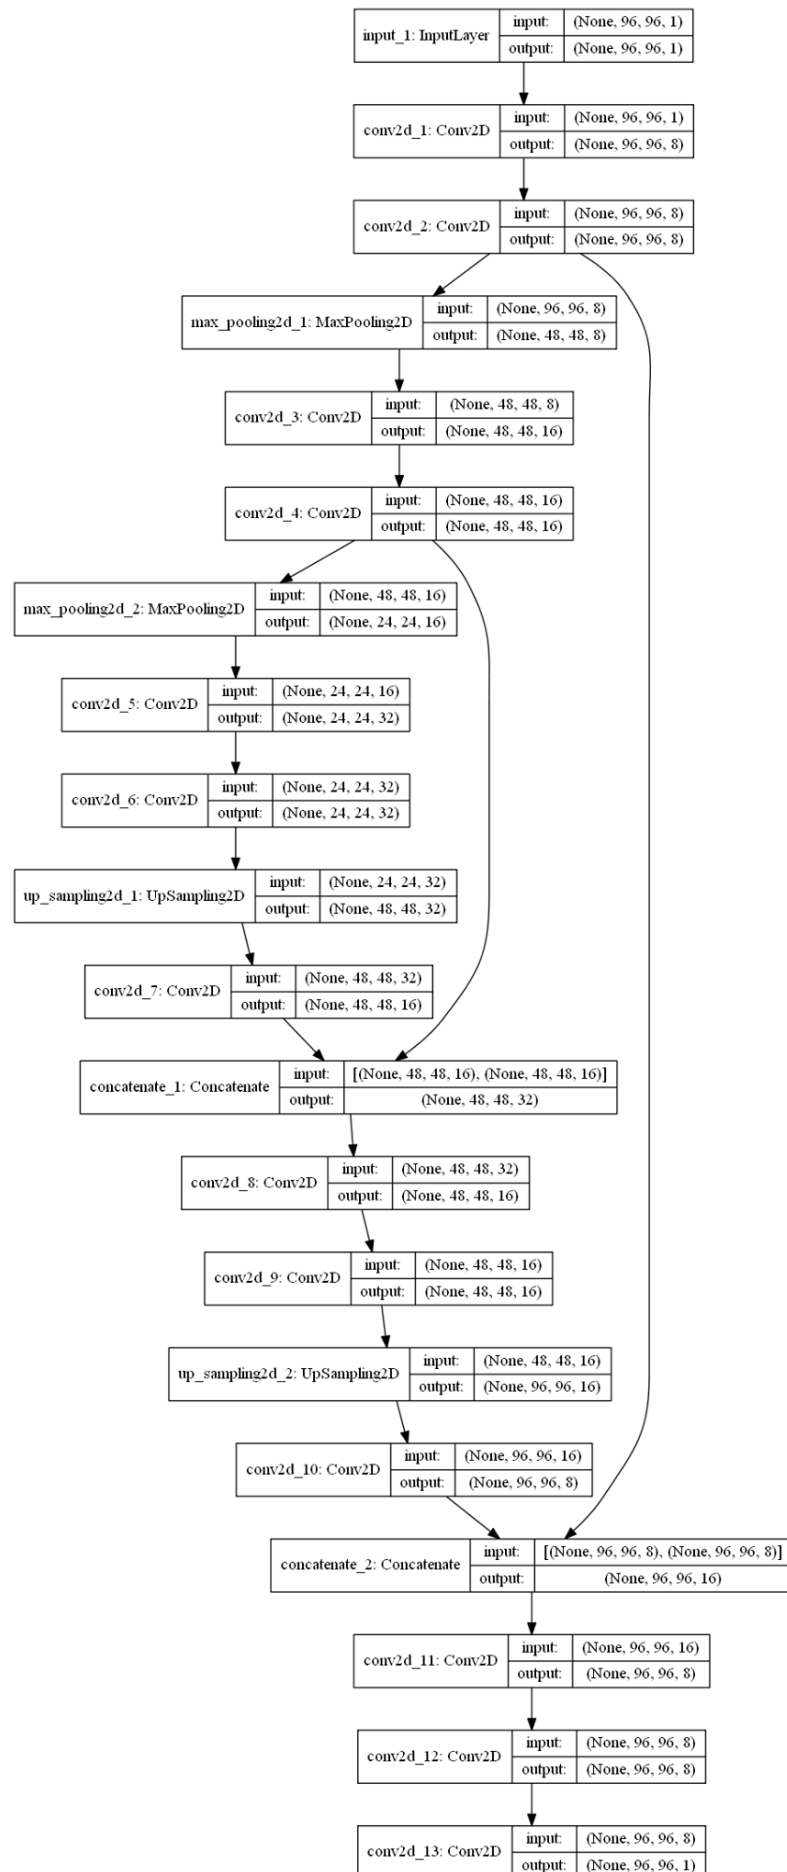 input_1: InputLayer
input: (None, 96, 96, 1)
output: (None, 96, 96, 1)
conv2d_1: Conv2D
input: (None, 96, 96, 1)
output: (None, 96, 96, 8)
conv2d_2: Conv2D
input: (None, 96, 96, 8)
output: (None, 96, 96, 8)
max_pooling2d_1: MaxPooling2D
input: (None, 96, 96, 8)
output: (None, 48, 48, 8)
conv2d_3: Conv2D
input: (None, 48, 48, 8)
output: (None, 48, 48, 16)
conv2d_4: Conv2D
input: (None, 48, 48, 16)
output: (None, 48, 48, 16)
max_pooling2d_2: MaxPooling2D
input: (None, 48, 48, 16)
output: (None, 24, 24, 16)
conv2d_5: Conv2D
input: (None, 24, 24, 16)
output: (None, 24, 24, 32)
conv2d_6: Conv2D
input: (None, 24, 24, 32)
output: (None, 24, 24, 32)
up_sampling2d_1: UpSampling2D
input: (None, 24, 24, 32)
output: (None, 48, 48, 32)
conv2d_7: Conv2D
input: (None, 48, 48, 32)
output: (None, 48, 48, 16)
concatenate_1: Concatenate
input: [(None, 48, 48, 16), (None, 48, 48, 16)]
output: (None, 48, 48, 32)
conv2d_8: Conv2D
input: (None, 48, 48, 32)
output: (None, 48, 48, 16)
conv2d_9: Conv2D
input: (None, 48, 48, 16)
output: (None, 48, 48, 16)
up_sampling2d_2: UpSampling2D
input: (None, 48, 48, 16)
output: (None, 96, 96, 16)
conv2d_10: Conv2D
input: (None, 96, 96, 16)
output: (None, 96, 96, 8)
concatenate_2: Concatenate
input: [(None, 96, 96, 8), (None, 96, 96, 8)]
output: (None, 96, 96, 16)
conv2d_11: Conv2D
input: (None, 96, 96, 16)
output: (None, 96, 96, 8)
conv2d_12: Conv2D
input: (None, 96, 96, 8)
output: (None, 96, 96, 8)
conv2d_13: Conv2D
input: (None, 96, 96, 8)
output: (None, 96, 96, 1)